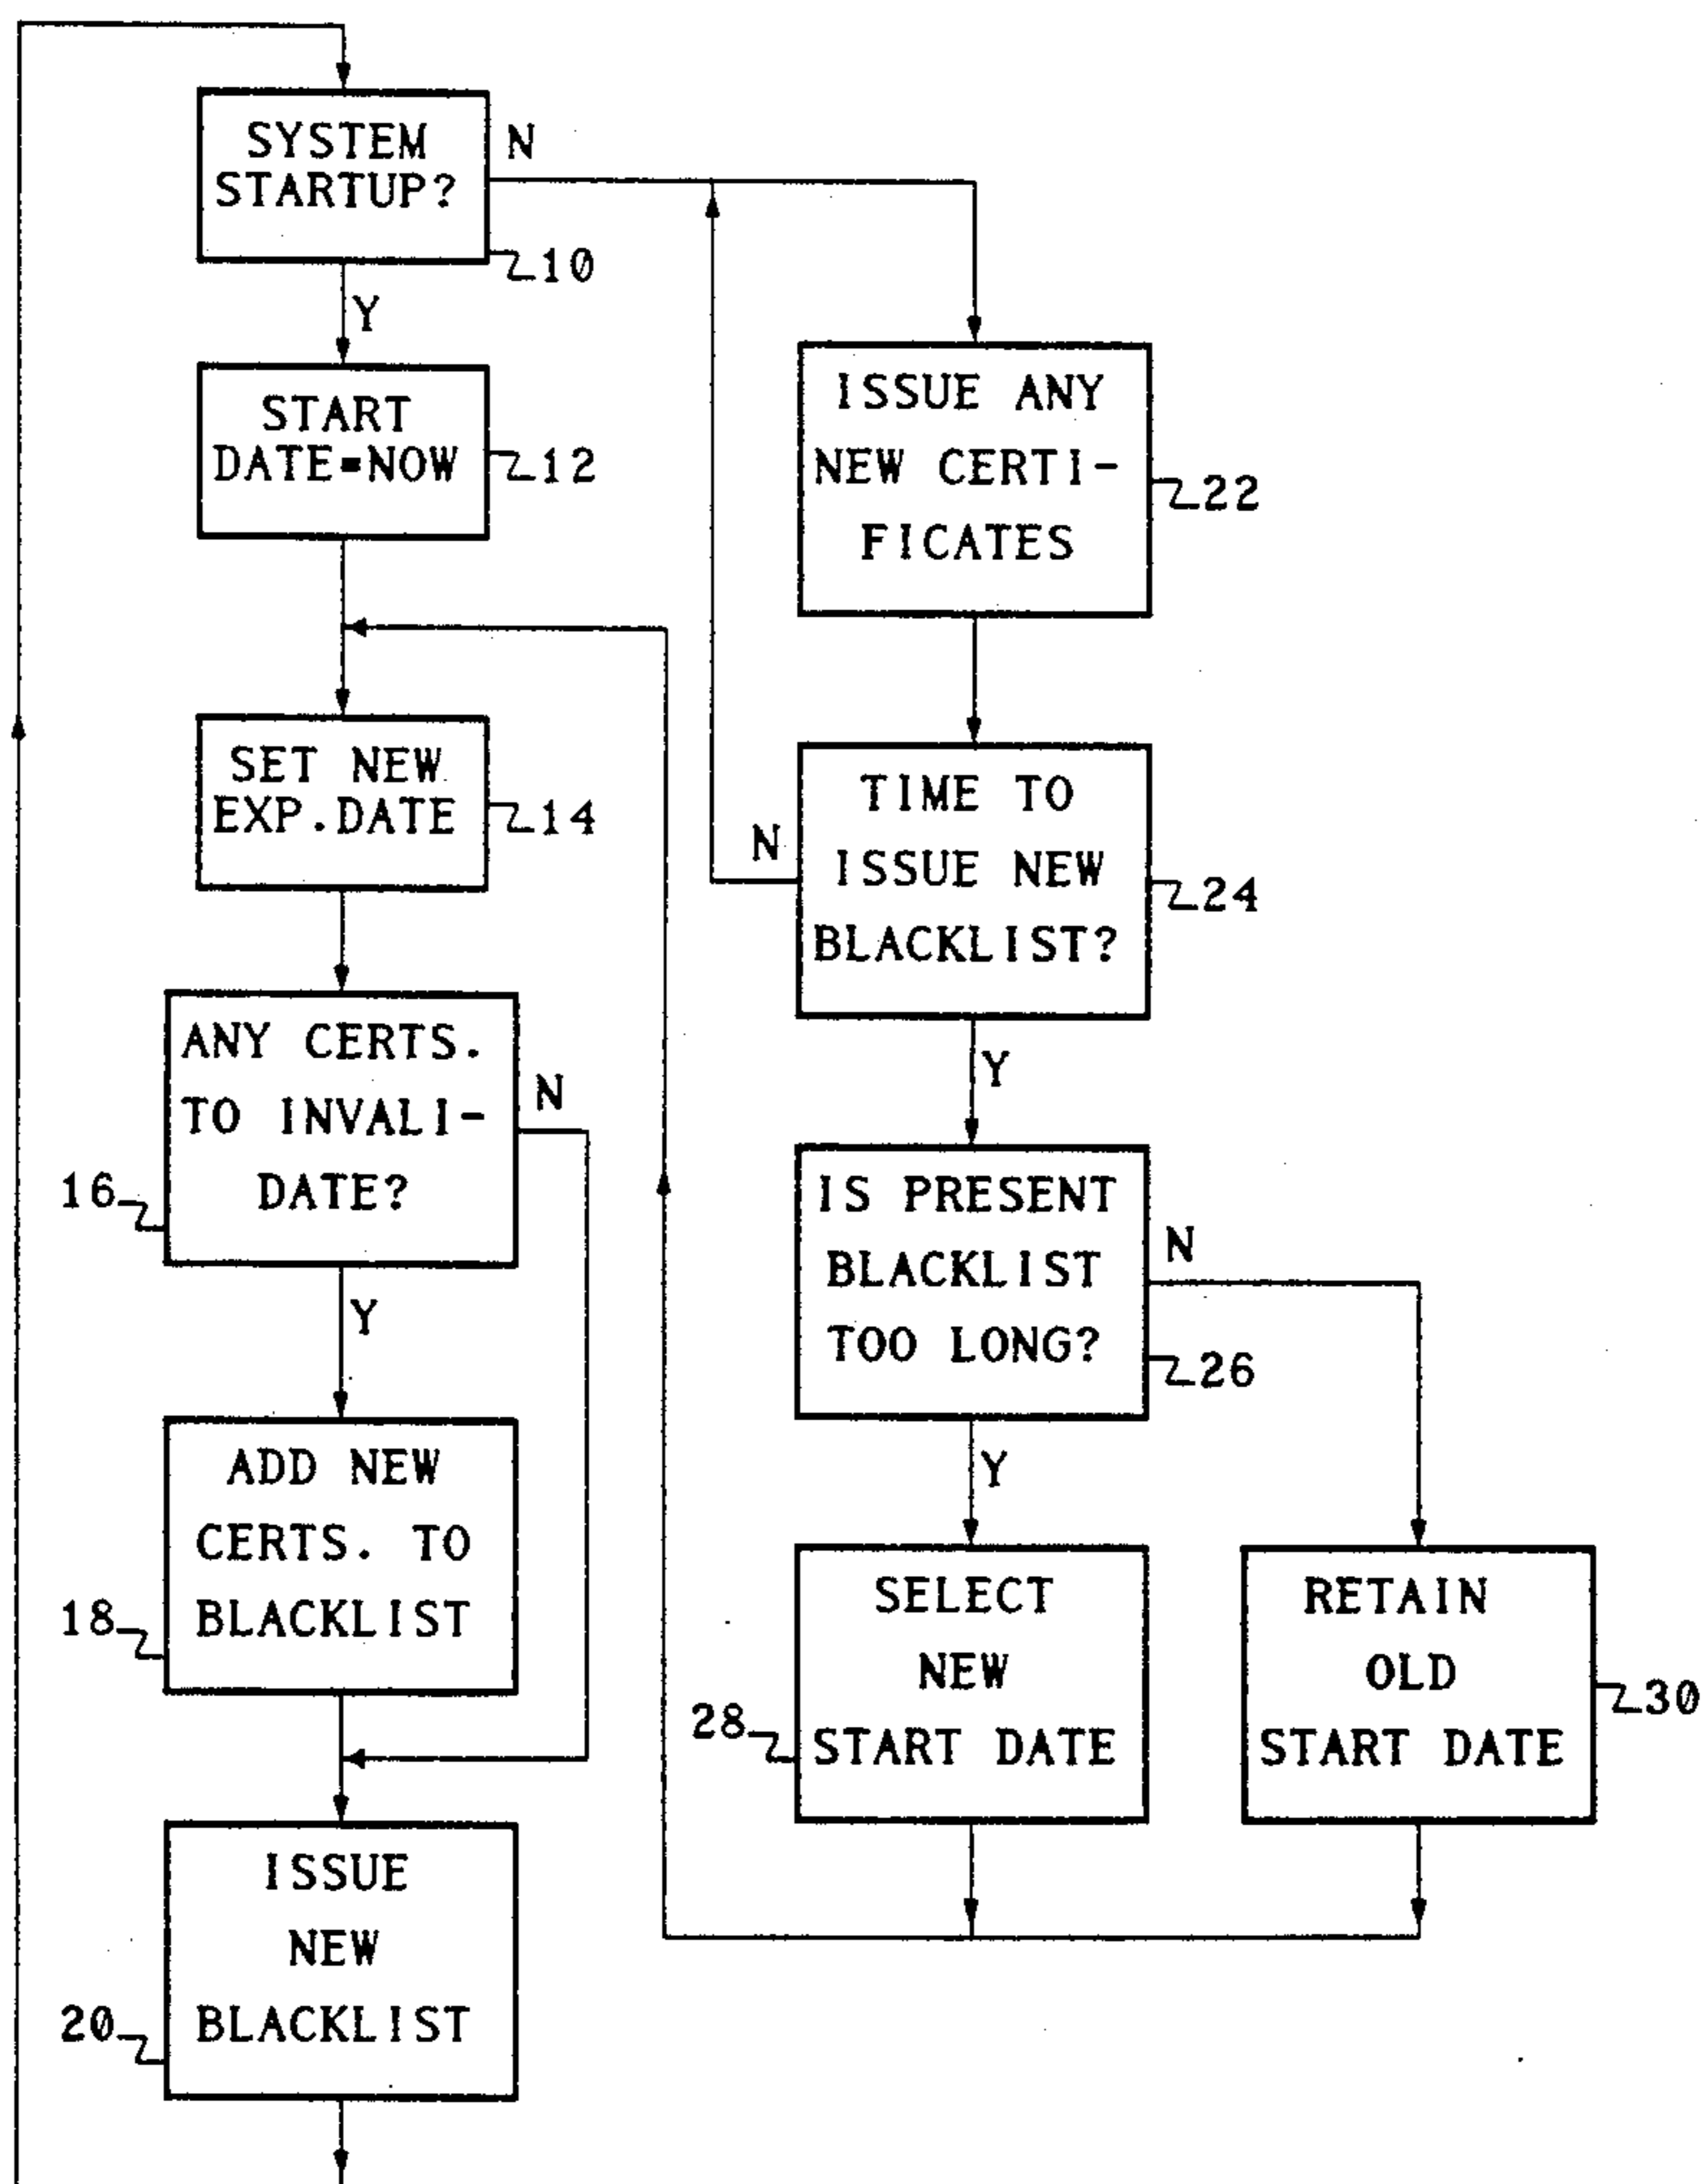 SYSTEM
STARTUP?
N
10
Y
START
DATE=NOW
12
SET NEW
EXP.DATE
14
ANY CERTS.
TO INVALI-
DATE?
N
16
Y
ADD NEW
CERTS. TO
BLACKLIST
18
ISSUE
NEW
BLACKLIST
20
ISSUE ANY
NEW CERTI-
FICATES
22
TIME TO
ISSUE NEW
BLACKLIST?
N
24
Y
IS PRESENT
BLACKLIST
TOO LONG?
N
26
Y
SELECT
NEW
START DATE
28
RETAIN
OLD
START DATE
30